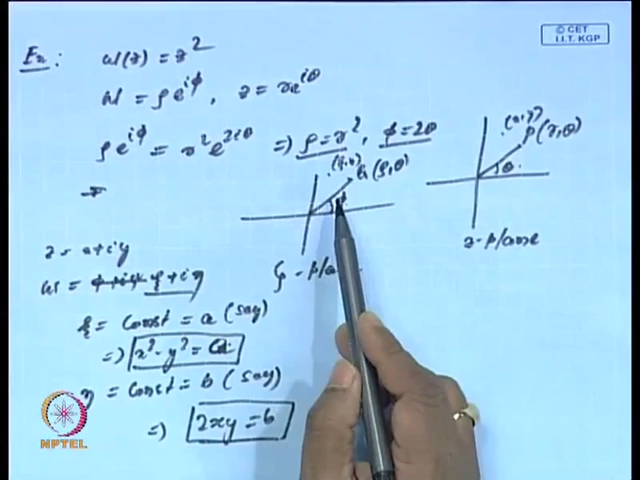 © CET
I.I.T. KGP
Ex: w(z) = z²
w = ρe^{iφ}, z = re^{iθ}
ρe^{iφ} = r²e^{2iθ} ⇒ ρ = r², φ = 2θ
(ξ,η)
(ρ,θ)
φ
ζ - pla
(x,y)
P(r,θ)
θ
z-plane
z = x+iy
w = ξ+iη
ξ = Const = a (say)
⇒ x² - y² = a
η = Const = b (say)
⇒ 2xy = b
NPTEL